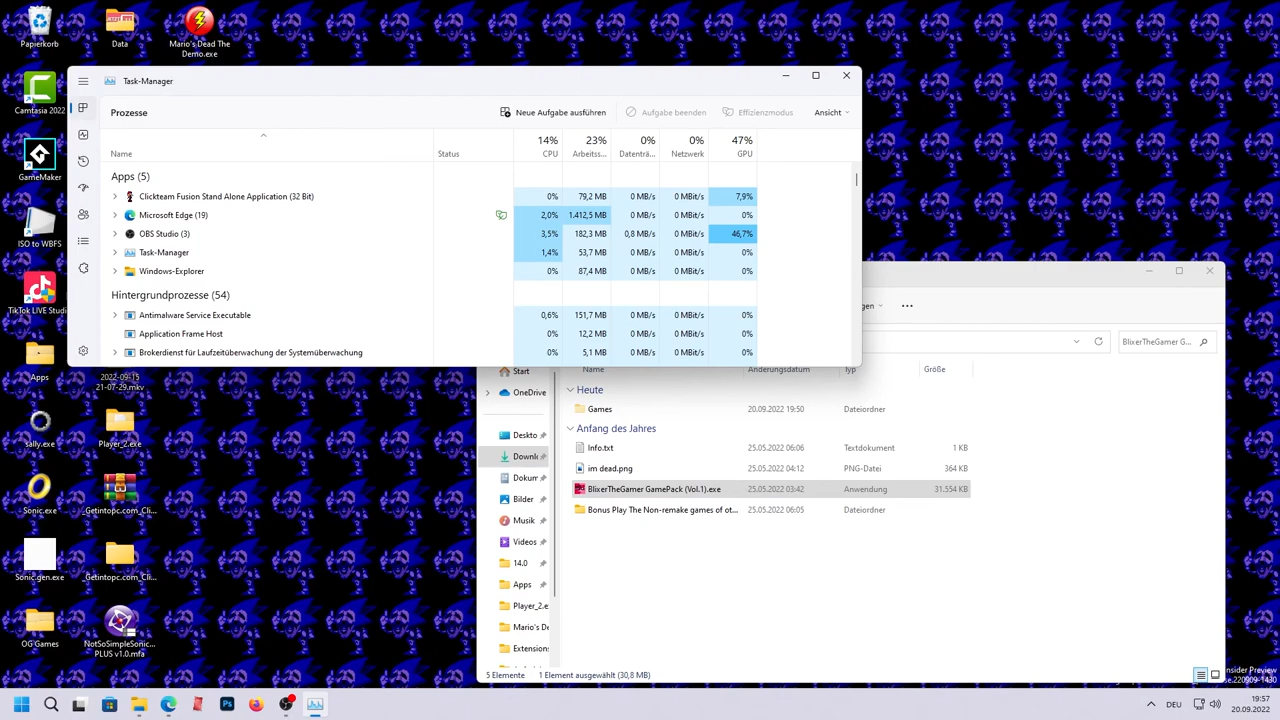 Papierkorb
Data
Mario's Dead The
Demo.exe
Camtasia 2022
GameMaker
ISO to WBFS
TikTok LIVE Studi
Apps
2022-09-15
21-07-29.mkv
sally.exe
Player_2.exe
Sonic.exe
Getintopc.com_Cli...
Sonic.gen.exe
_Getintopc.com_Cli...
OG Games
NotSoSimpleSonic...
PLUS v1.0.mfa
Task-Manager
Prozesse
Neue Aufgabe ausführen
Aufgabe beenden
Effizienzmodus
Ansicht
14% 23% 0% 0% 47%
Name Status CPU Arbeitss... Datenträ... Netzwerk GPU
Apps (5)
Clickteam Fusion Stand Alone Application (32 Bit) 0% 79,2 MB 0 MB/s 0 MBit/s 7,9%
Microsoft Edge (19) 2,0% 1.412,5 MB 0 MB/s 0 MBit/s 0%
OBS Studio (3) 3,5% 182,3 MB 0,8 MB/s 0 MBit/s 46,7%
Task-Manager 1,4% 53,7 MB 0 MB/s 0 MBit/s 0%
Windows-Explorer 0% 87,4 MB 0 MB/s 0 MBit/s 0%
Hintergrundprozesse (54)
Antimalware Service Executable 0,6% 151,7 MB 0 MB/s 0 MBit/s 0%
Application Frame Host 0% 12,2 MB 0 MB/s 0 MBit/s 0%
Brokerdienst für Laufzeitüberwachung der Systemüberwachung 0% 5,1 MB 0 MB/s 0 MBit/s 0%
gen
BlixerTheGamer G...
Name Änderungsdatum Typ Größe
Start
OneDrive
Deskto
Downl
Dokum
Bilder
Musik
Videos
14.0
Apps
Player_2.e
Mario's De
Extension
Heute
Games 20.09.2022 19:50 Dateiordner
Anfang des Jahres
Info.txt 25.05.2022 06:06 Textdokument 1 KB
im dead.png 25.05.2022 04:12 PNG-Datei 364 KB
BlixerTheGamer GamePack (Vol.1).exe 25.05.2022 03:42 Anwendung 31.554 KB
Bonus Play The Non-remake games of ot... 25.05.2022 06:05 Dateiordner
5 Elemente 1 Element ausgewählt (30,8 MB)
nsider Preview
e.220909-1430
DEU
19:57
20.09.2022